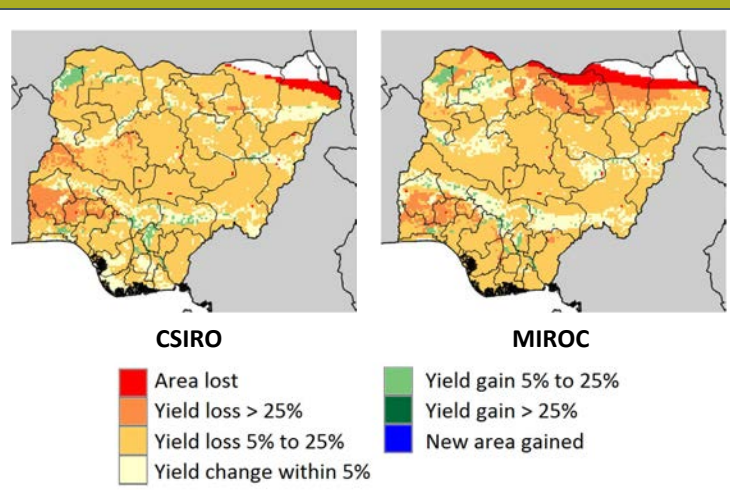 CSIRO
MIROC
Area lost
Yield loss > 25%
Yield loss 5% to 25%
Yield change within 5%
Yield gain 5% to 25%
Yield gain > 25%
New area gained